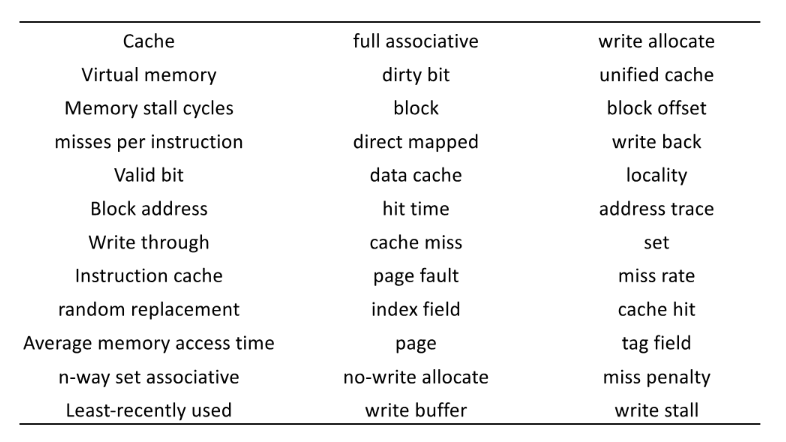 Cache full associative write allocate
Virtual memory dirty bit unified cache
Memory stall cycles block block offset
misses per instruction direct mapped write back
Valid bit data cache locality
Block address hit time address trace
Write through cache miss set
Instruction cache page fault miss rate
random replacement index field cache hit
Average memory access time page tag field
n-way set associative no-write allocate miss penalty
Least-recently used write buffer write stall